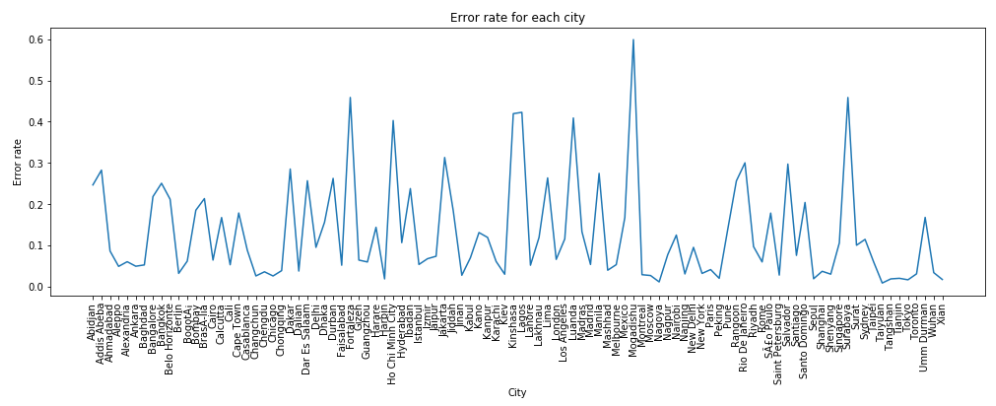 Error rate for each city
0.6
0.5
0.4
0.3
0.2
0.1
0.0
Error rate
Abidjan
Addis Abeba
Ahmadabad
Aleppo
Alexandria
Ankara
Bagdad
Bangalore
Bangkok
Belo Horizonte
Berlin
BogotÃ¡
Bombay
BrasÃ-lia
Cairo
Calcutta
Cali
Cape Town
Casablanca
Changchun
Chengdu
Chicago
Chongqing
Dakar
Dalian
Dar Es Salaam
Delhi
Dhaka
Durban
Faisalabad
Fortaleza
Gizeh
Guangzhou
Harare
Harbin
Ho Chi Minh City
Hyderabad
Ibadan
Istanbul
Izmir
Jaipur
Jakarta
Jiddah
Jinan
Kabul
Kano
Kanpur
Karachi
Kiev
Kinshasa
Lagos
Lahore
Lakhnau
Lima
London
Los Angeles
Luanda
Madras
Madrid
Manila
Mashhad
Melbourne
Mexico
Mogadishu
Montreal
Moscow
Nagoya
Nagpur
Nairobi
Nanjing
New Delhi
New York
Paris
Peking
Pune
Rangoon
Rio De Janeiro
Riyadh
Rome
SÃ£o Paulo
Saint Petersburg
Salvador
Santiago
Santo Domingo
Seoul
Shanghai
Shenyang
Singapore
Surabaya
Surat
Sydney
Taipei
Taiyuan
Tangshan
Tianjin
Tokyo
Toronto
Umm Durman
Wuhan
Xian
City